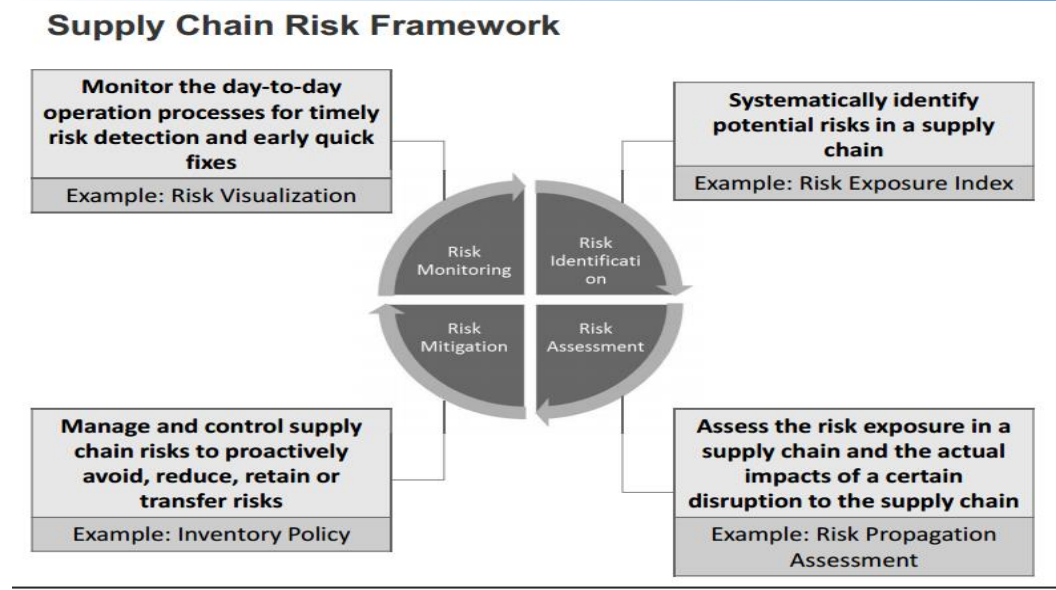 Supply Chain Risk Framework
Monitor the day-to-day
operation processes for timely
risk detection and early quick
fixes
Example: Risk Visualization
Systematically identify
potential risks in a supply
chain
Example: Risk Exposure Index
Risk
Monitoring
Risk
Identificati
on
Risk
Mitigation
Risk
Assessment
Manage and control supply
chain risks to proactively
avoid, reduce, retain or
transfer risks
Example: Inventory Policy
Assess the risk exposure in a
supply chain and the actual
impacts of a certain
disruption to the supply chain
Example: Risk Propagation
Assessment